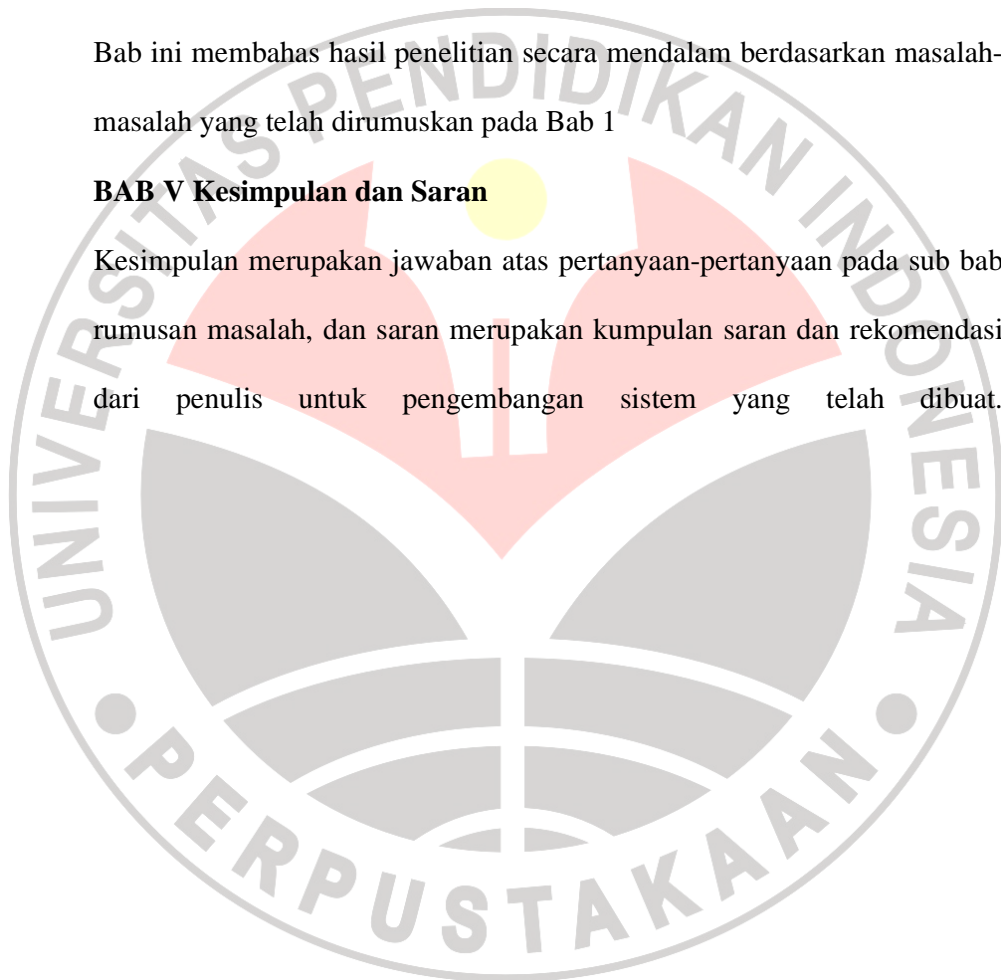 Bab ini membahas hasil penelitian secara mendalam berdasarkan masalah-
masalah yang telah dirumuskan pada Bab 1
BAB V Kesimpulan dan Saran
Kesimpulan merupakan jawaban atas pertanyaan-pertanyaan pada sub bab
rumusan masalah, dan saran merupakan kumpulan saran dan rekomendasi
dari penulis untuk pengembangan sistem yang telah dibuat.
UNIVERSITAS PENDIDIKAN INDONESIA
PERPUSTAKAAN